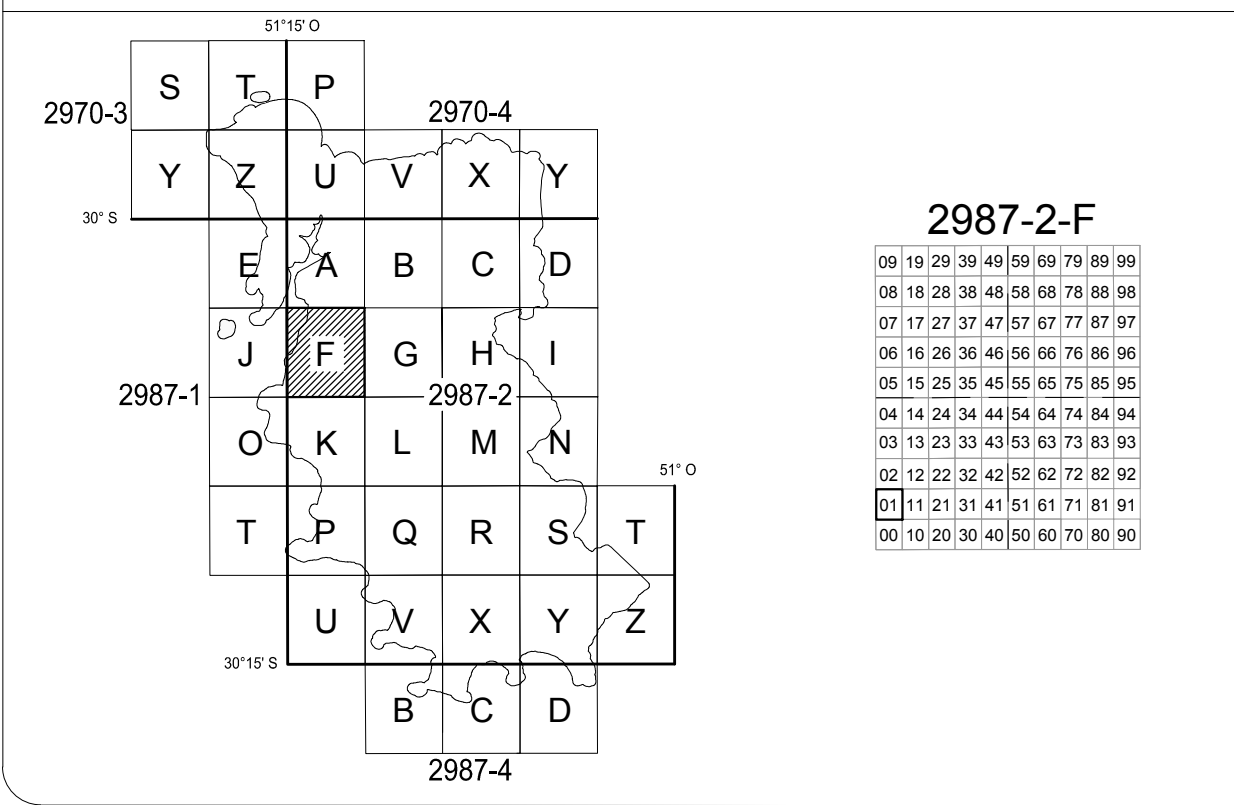 51°15' O
S T P
2970-3 2970-4
Y Z U V X Y
30° S
E A B C D
J F G H I
2987-1 2987-2
O K L M N
51° O
T P Q R S T
U V X Y Z
30°15' S
B C D
2987-4
2987-2-F
09 19 29 39 49 59 69 79 89 99
08 18 28 38 48 58 68 78 88 98
07 17 27 37 47 57 67 77 87 97
06 16 26 36 46 56 66 76 86 96
05 15 25 35 45 55 65 75 85 95
04 14 24 34 44 54 64 74 84 94
03 13 23 33 43 53 63 73 83 93
02 12 22 32 42 52 62 72 82 92
01 11 21 31 41 51 61 71 81 91
00 10 20 30 40 50 60 70 80 90